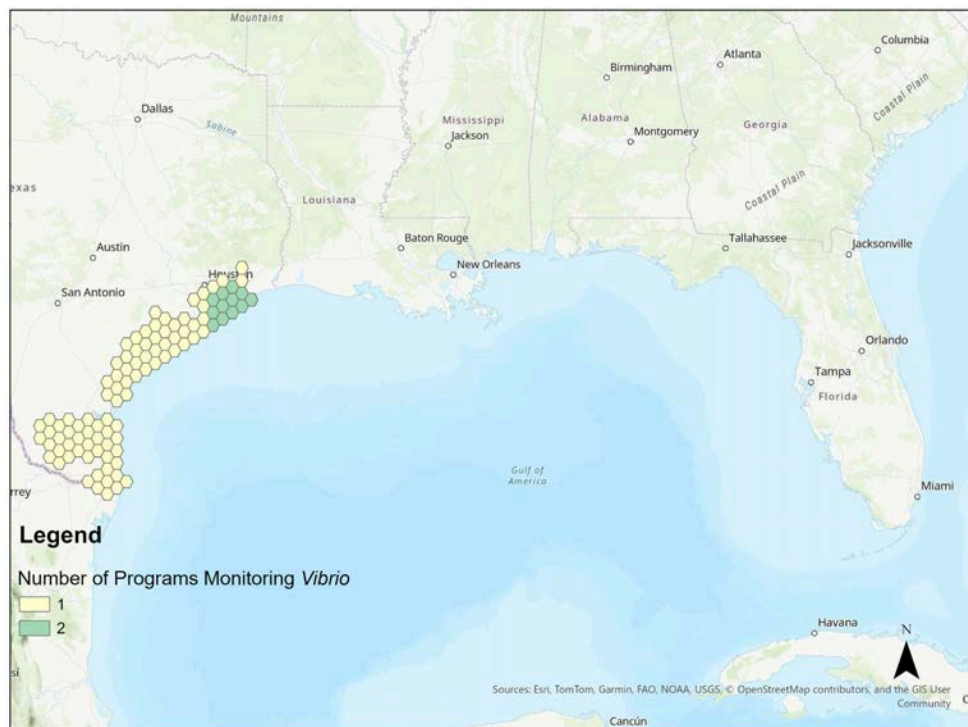 Mountains
Columbia
Atlanta
Birmingham
Coastal Plain
Dallas
Sabine
Mississippi
Alabama
Georgia
Jackson
Montgomery
exas
Louisiana
Coastal Plain
Austin
Baton Rouge
Tallahassee
Jacksonville
New Orleans
Houston
San Antonio
Orlando
Tampa
Florida
Gulf of
America
Miami
rrey
Legend
Number of Programs Monitoring Vibrio
1
2
Havana
N
Sources: Esri, TomTom, Garmin, FAO, NOAA, USGS, © OpenStreetMap contributors, and the GIS User
Community
Cancún